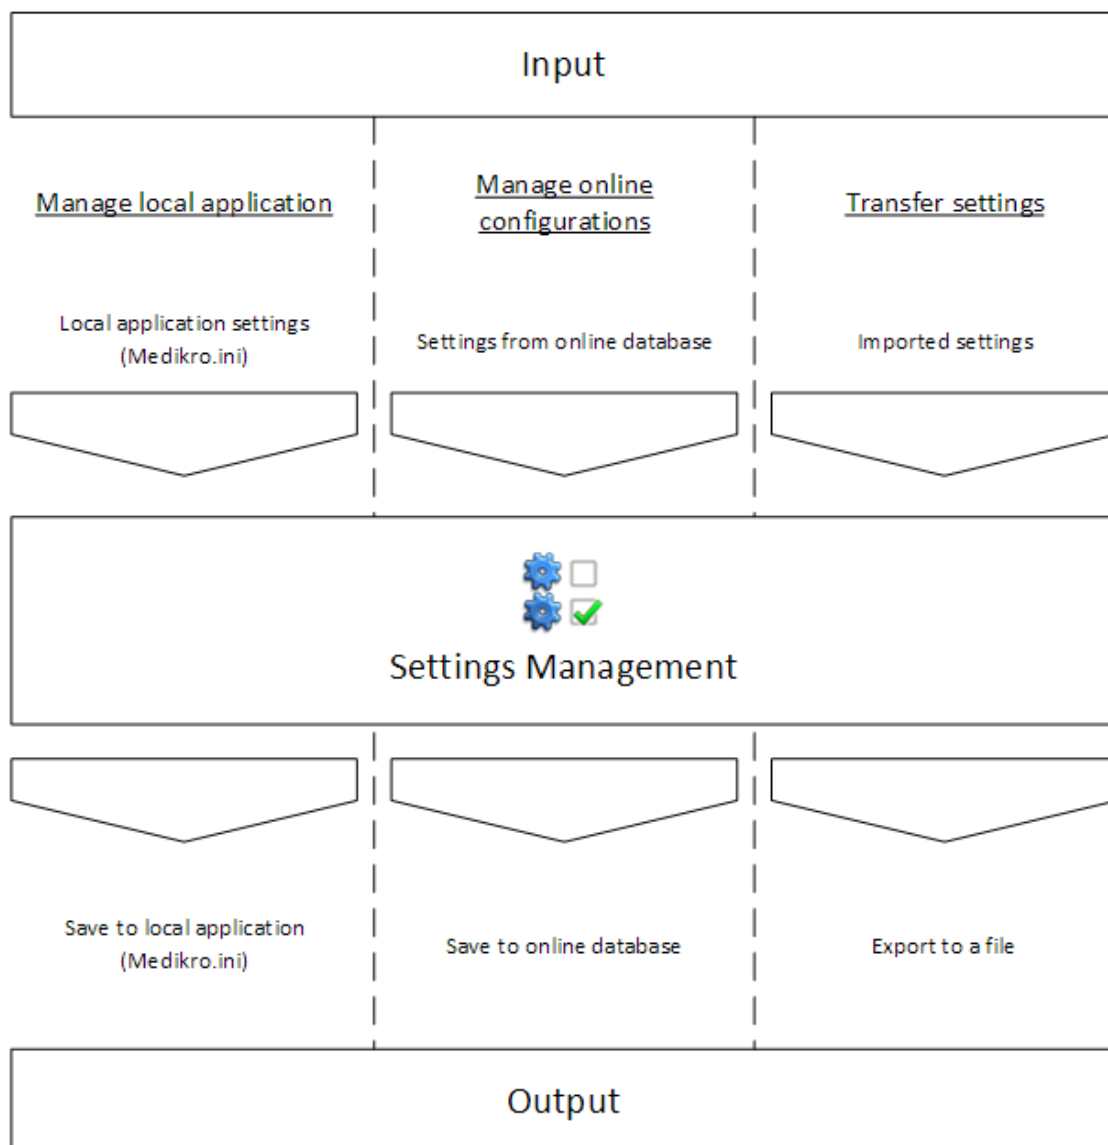 Input
Manage local application
Manage online
configurations
Transfer settings
Local application settings
(Medikro.ini)
Settings from online database
Imported settings
Settings Management
Save to local application
(Medikro.ini)
Save to online database
Export to a file
Output